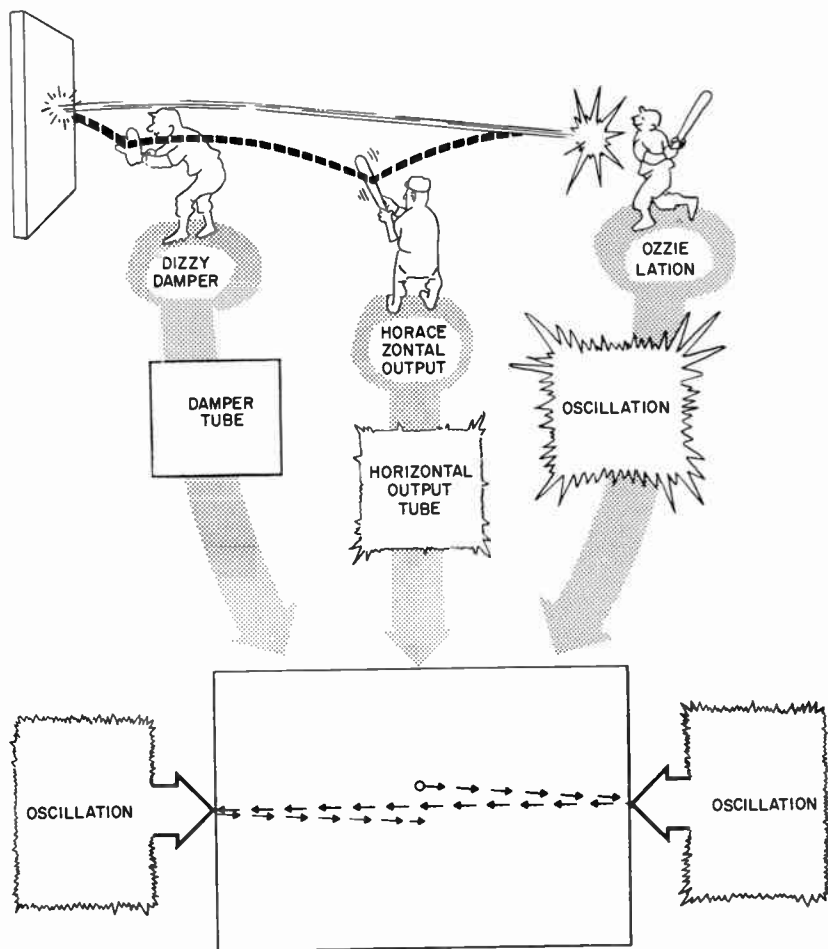 DIZZY
DAMPER
HORACE
ZONTAL
OUTPUT
OZZIE
LATION
DAMPER
TUBE
HORIZONTAL
OUTPUT
TUBE
OSCILLATION
OSCILLATION
OSCILLATION